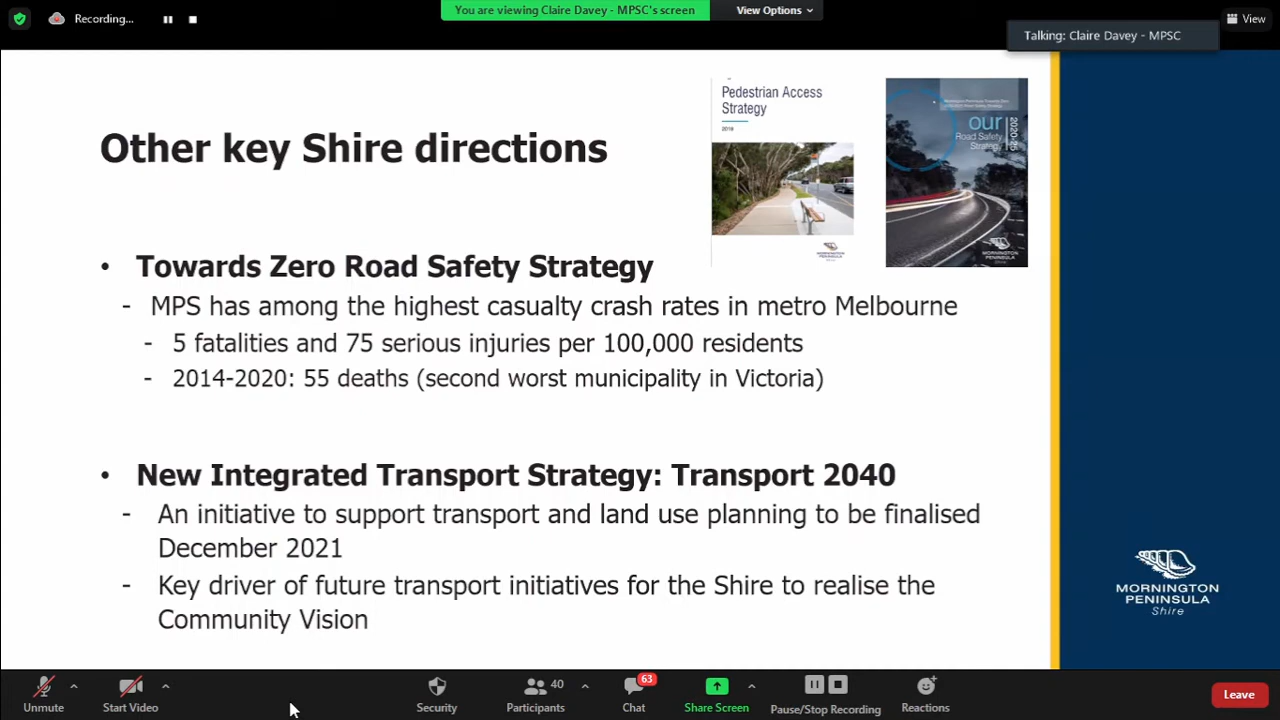 Recording...
You are viewing Claire Davey - MPSC's screen
View Options
View
Talking: Claire Davey - MPSC
Pedestrian Access
Strategy
our
Road Safety
Strategy
2020-25
MORNINGTON
PENINSULA
Shire
Other key Shire directions
• Towards Zero Road Safety Strategy
- MPS has among the highest casualty crash rates in metro Melbourne
- 5 fatalities and 75 serious injuries per 100,000 residents
- 2014-2020: 55 deaths (second worst municipality in Victoria)
• New Integrated Transport Strategy: Transport 2040
- An initiative to support transport and land use planning to be finalised
December 2021
- Key driver of future transport initiatives for the Shire to realise the
Community Vision
MORNINGTON
PENINSULA
Shire
Unmute
Start Video
Security
40
Participants
63
Chat
Share Screen
Pause/Stop Recording
Reactions
Leave